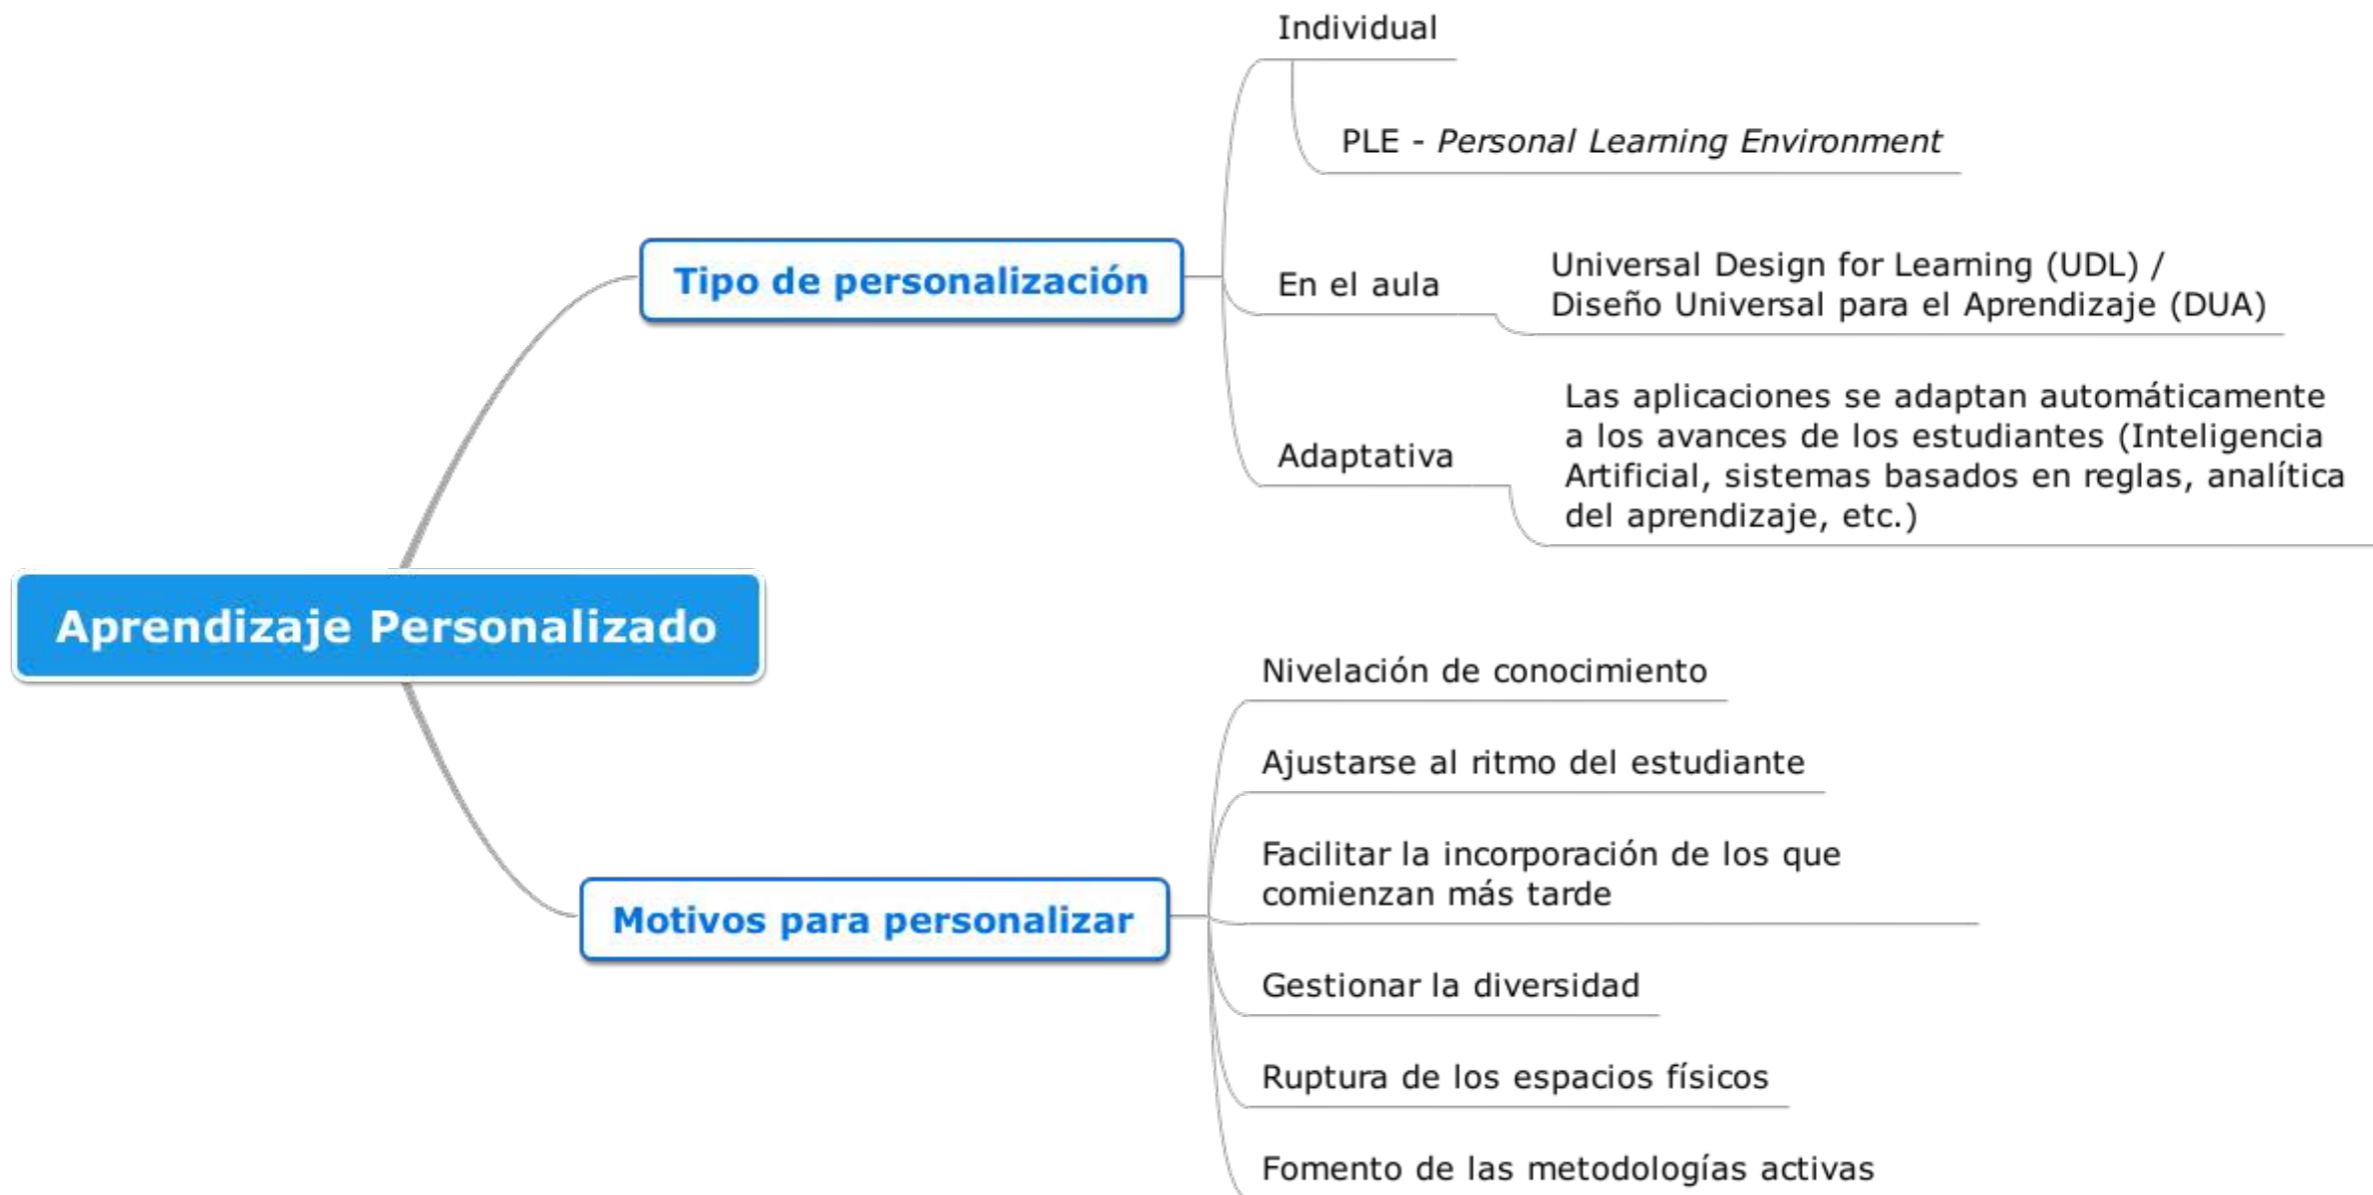 Individual
PLE - Personal Learning Environment
Tipo de personalización
En el aula
Universal Design for Learning (UDL) /
Diseño Universal para el Aprendizaje (DUA)
Adaptativa
Las aplicaciones se adaptan automáticamente
a los avances de los estudiantes (Inteligencia
Artificial, sistemas basados en reglas, analítica
del aprendizaje, etc.)
Aprendizaje Personalizado
Motivos para personalizar
Nivelación de conocimiento
Ajustarse al ritmo del estudiante
Facilitar la incorporación de los que
comienzan más tarde
Gestionar la diversidad
Ruptura de los espacios físicos
Fomento de las metodologías activas